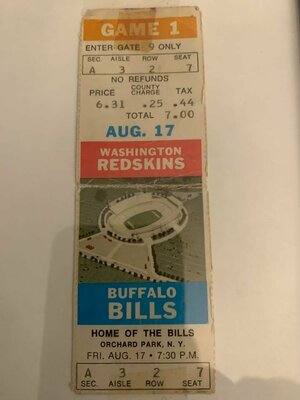 GAME 1
ENTER GATE 9 ONLY
SEC. AISLE ROW SEAT
A 3 2 7
NO REFUNDS
PRICE COUNTY CHARGE TAX
6.31 .25 .44
TOTAL 7.00
AUG. 17
WASHINGTON
REDSKINS
BUFFALO
BILLS
HOME OF THE BILLS
ORCHARD PARK, N. Y.
FRI. AUG. 17 • 7:30 P.M.
A 3 2 7
SEC. AISLE ROW SEAT